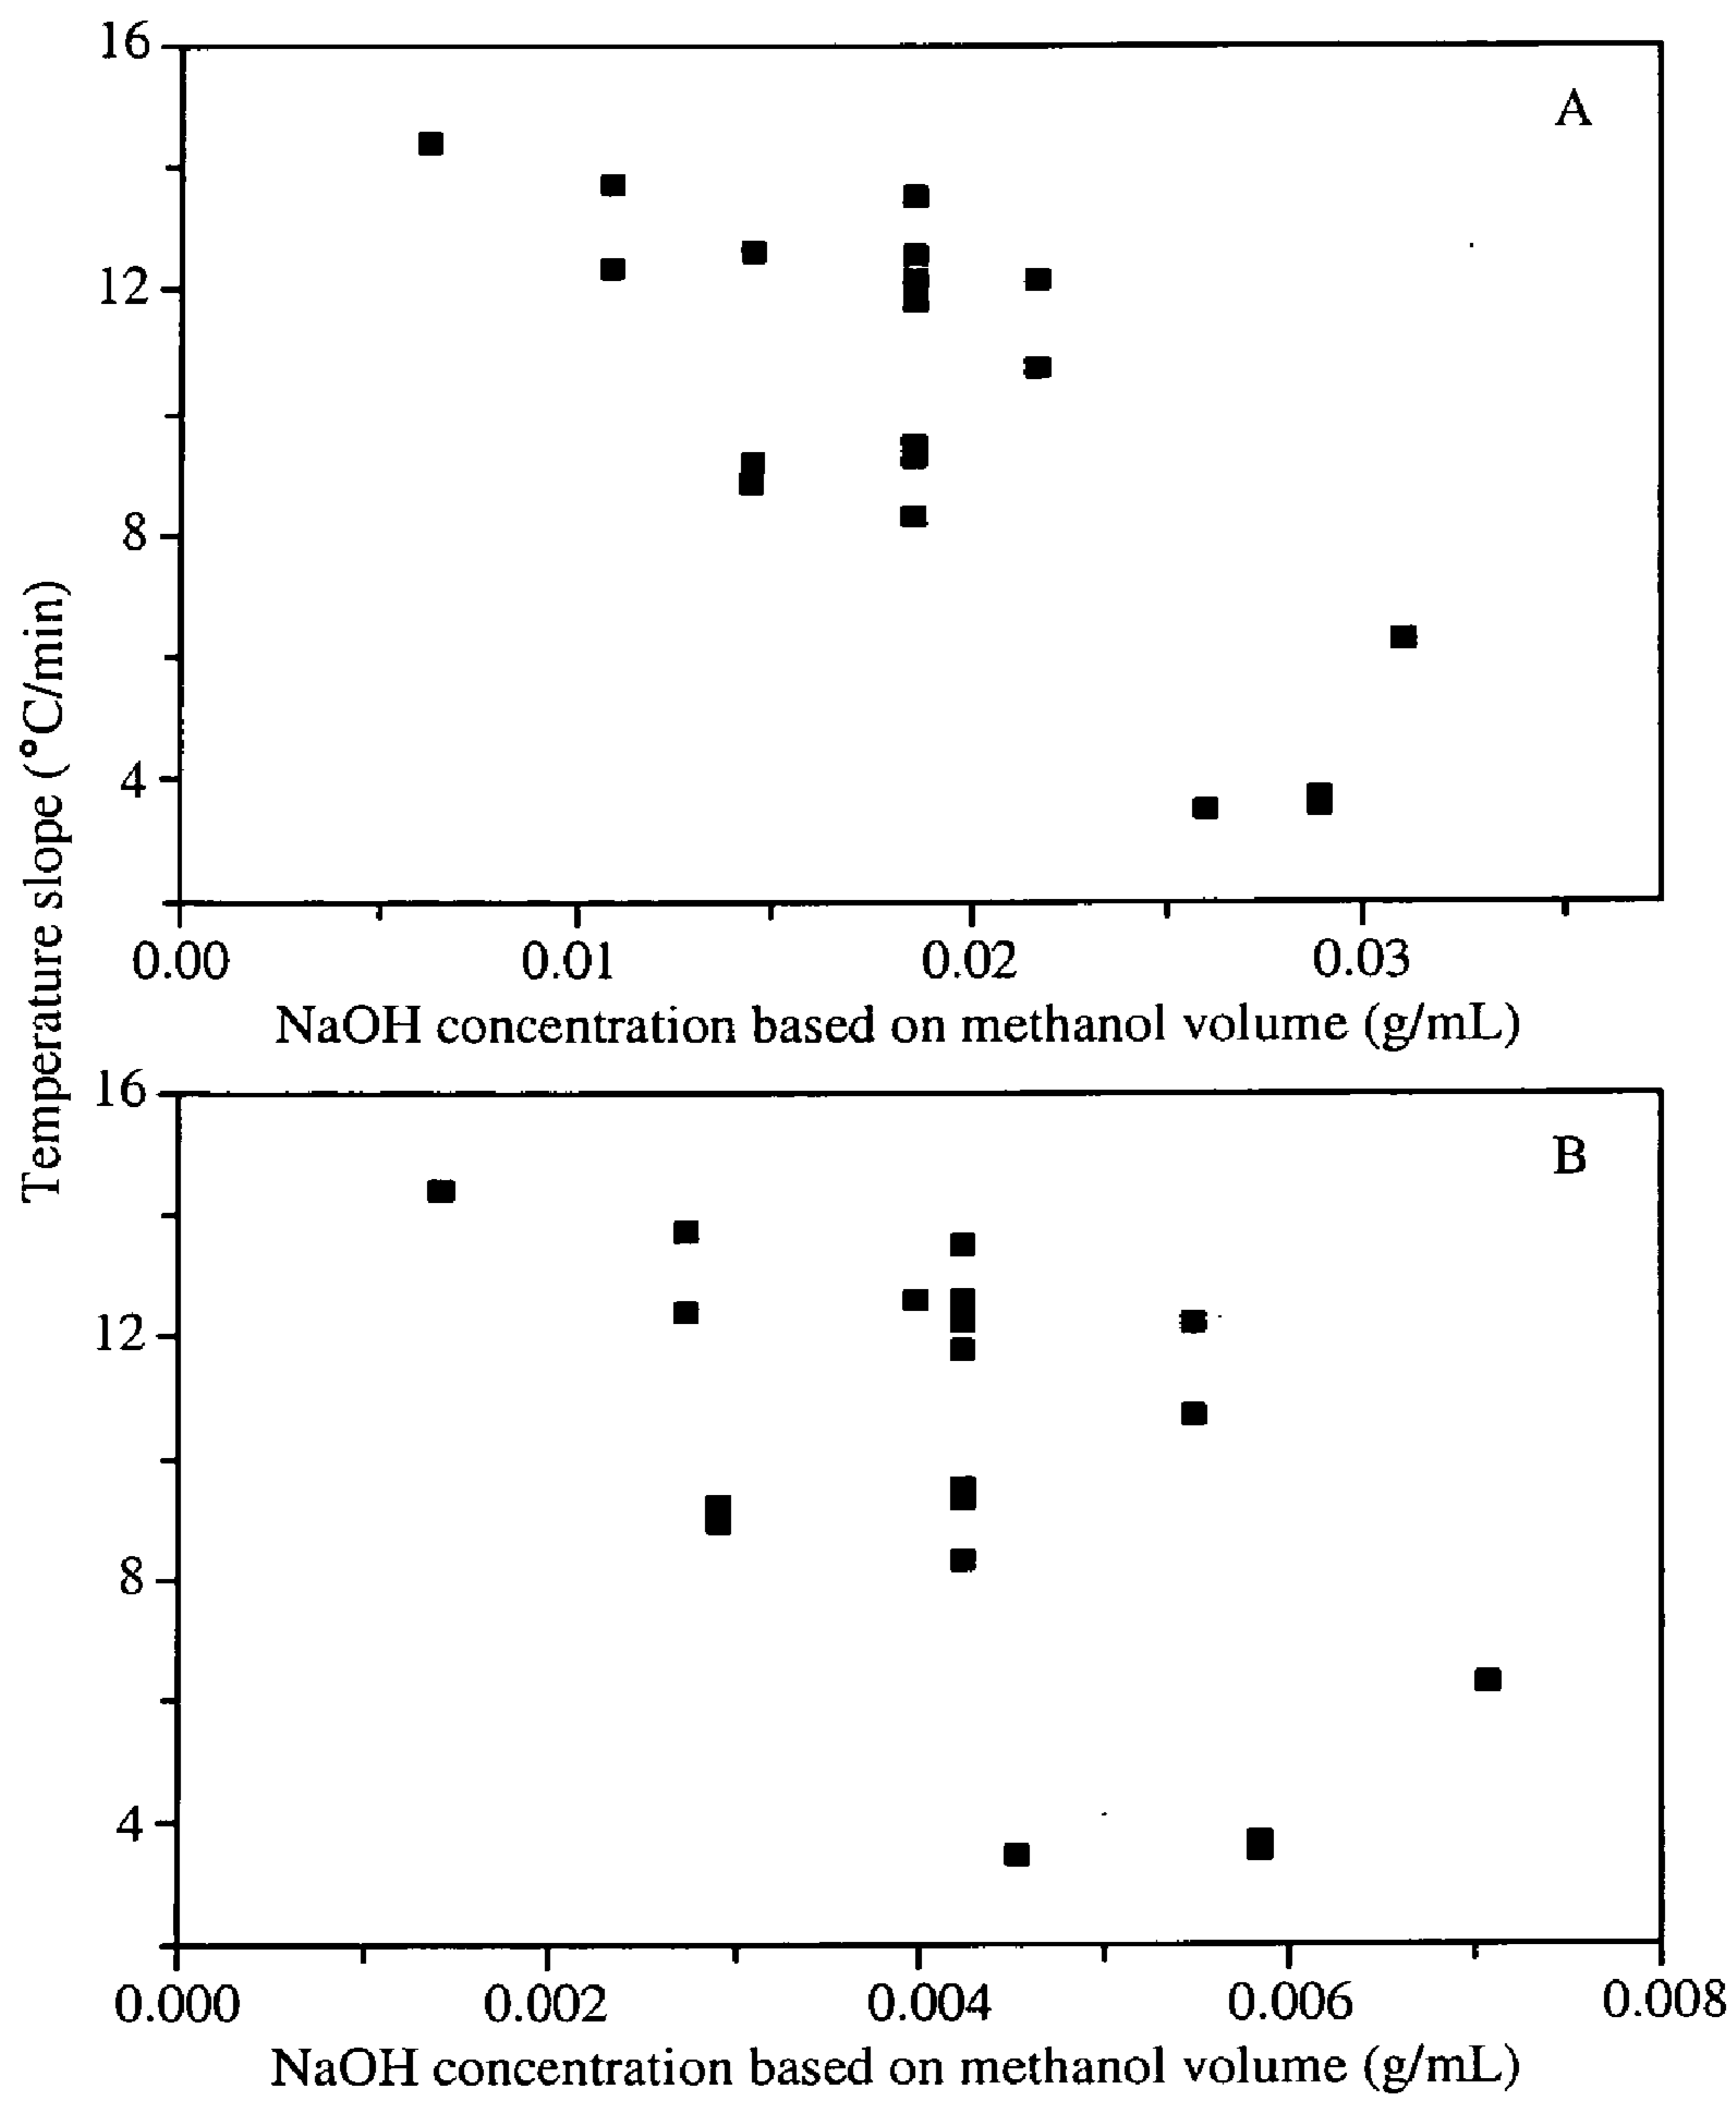 Temperature slope (°C/min)
A
16
12
8
4
0.00 0.01 0.02 0.03
NaOH concentration based on methanol volume (g/mL)
B
16
12
8
4
0.000 0.002 0.004 0.006 0.008
NaOH concentration based on methanol volume (g/mL)